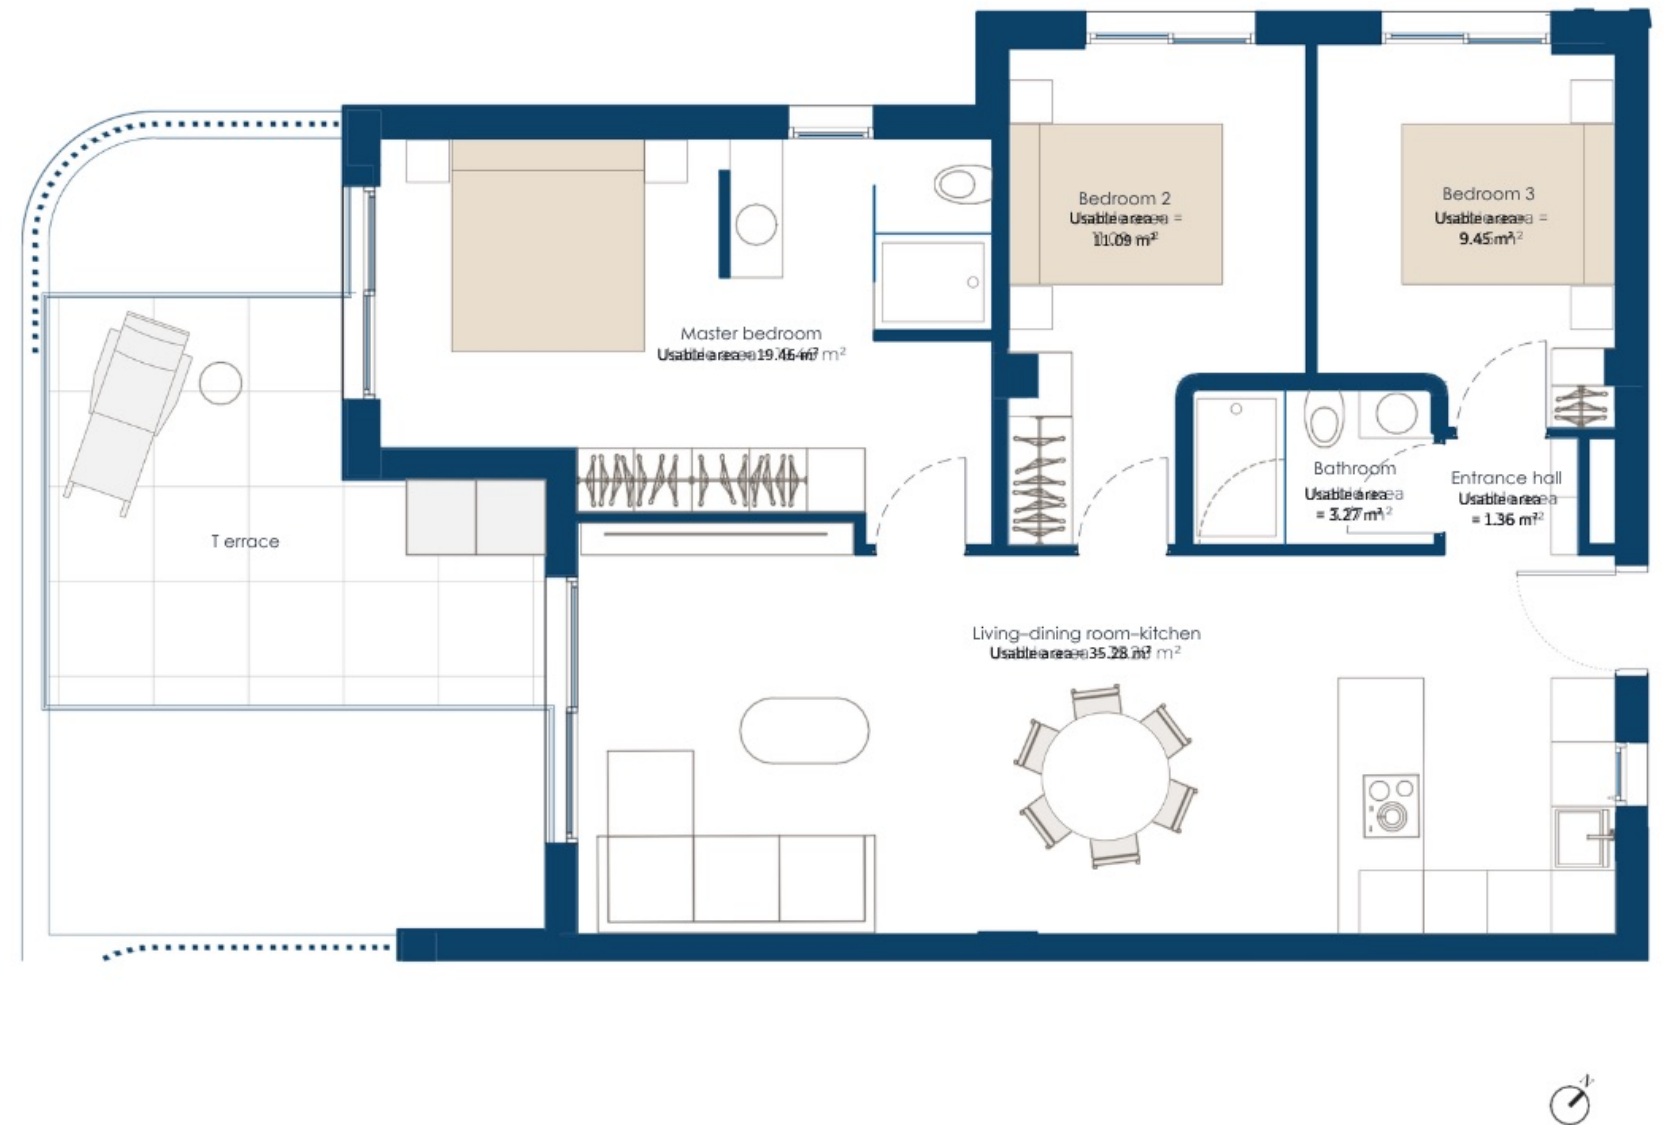 Bedroom 2
Usable area =
11.09 m²
Bedroom 3
Usable area =
9.45 m²
Master bedroom
Usable area = 19.46 m²
Bathroom
Usable area
= 3.27 m²
Entrance hall
Usable area
= 1.36 m²
T errace
Living–dining room–kitchen
Usable area = 35.28 m²
N